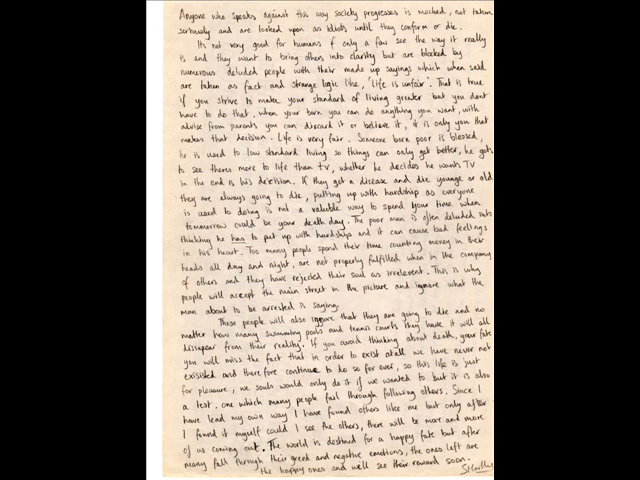 Anyone who speaks against this way society progresses is mocked, not taken
seriously and are looked upon as idiots until they conform or die.
Its not very good for humans if only a few see the way it really
is and they want to bring others into clarity but are blocked by
numerous deluded people with their made up sayings which when said
are taken as fact and strange logic like, 'life is unfair'. That is true
if you strive to make your standard of living greater but you dont
have to do that, when your born you can do anything you want, with
advise from parents you can discard it or believe it, it is only you that
makes that decision. Life is very fair. Someone born poor is blessed,
he is used to low standard living so things can only get better, he gets
to see theres more to life than tv, whether he decides he wants TV
in the end is his decision. If they get a disease and die younger or old
they are always going to die, putting up with hardship as everyone
is used to doing is not a valuble way to spend your time when
tomorrow could be your death day. The poor man is often deluded into
thinking he has to put up with hardships and it can cause bad feelings
in his heart. Too many people spend their time counting money in their
heads all day and night, are not properly fulfilled when in the company
of others and they have rejected their soul as irrelevent. This is why
people will accept the main street in the picture and ignore what the
man about to be arrested is saying.
These people will also ignore that they are going to die and no
matter how many swimming pools and tennis courts they have it will all
dissapear from their reality. If you avoid thinking about death, your fate
you will miss the fact that in order to exist atall we have never not
exisisted and therefore continue to do so for ever, so this life is just
for pleasure, we souls would only do it if we wanted to but it is also
a test, one which many people fail through following others. Since I
have lead my own way I have found others like me but only after
I found it myself could I see the others, there will be more and more
of us coming out. The world is destined for a happy fate but after
many fall through their greed and negative emotions, the ones left are
the happy ones and we'll see their reward soon.